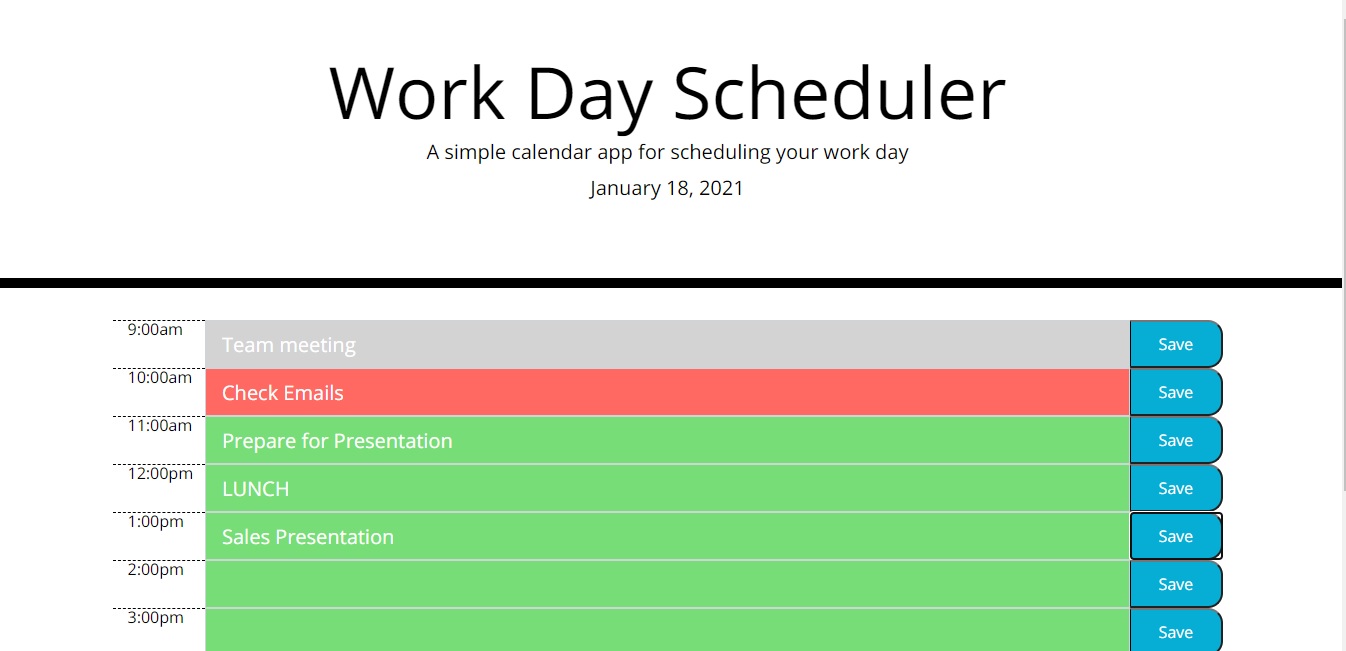 Work Day Scheduler
A simple calendar app for scheduling your work day
January 18, 2021
9:00am Team meeting Save
10:00am Check Emails Save
11:00am Prepare for Presentation Save
12:00pm LUNCH Save
1:00pm Sales Presentation Save
2:00pm Save
3:00pm Save